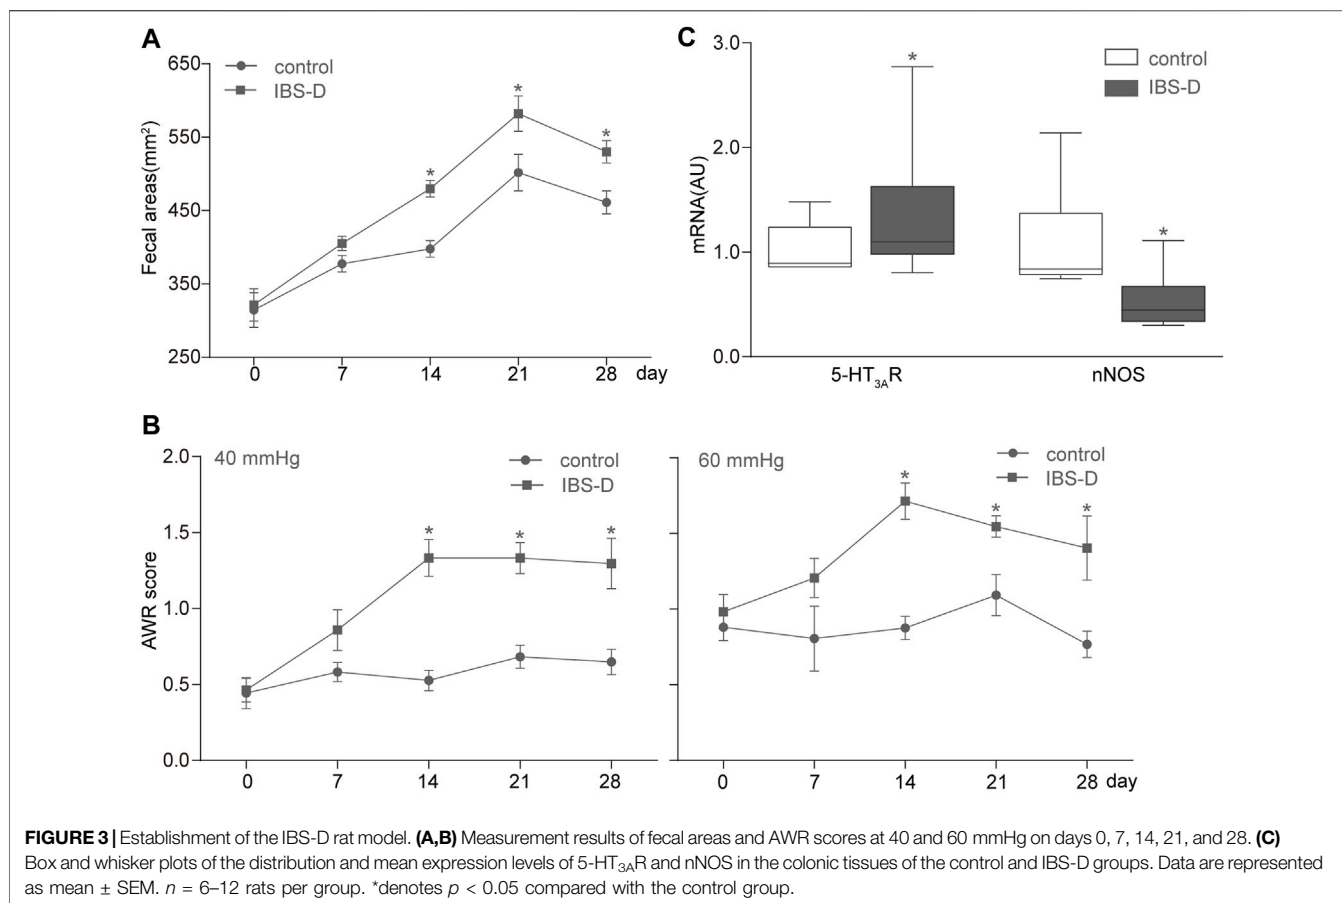 A
650
550
450
350
250
Fecal areas(mm²)
control
IBS-D
*
*
*
0 7 14 21 28 day
C
3.0
2.0
1.0
0.0
mRNA(AU)
control
IBS-D
*
*
5-HT₃ₐR nNOS
B
2.0
1.5
1.0
0.5
0.0
AWR score
40 mmHg
control
IBS-D
* * *
0 7 14 21 28
60 mmHg
control
IBS-D
* * *
0 7 14 21 28 day
FIGURE 3 | Establishment of the IBS-D rat model. (A,B) Measurement results of fecal areas and AWR scores at 40 and 60 mmHg on days 0, 7, 14, 21, and 28. (C)
Box and whisker plots of the distribution and mean expression levels of 5-HT₃ₐR and nNOS in the colonic tissues of the control and IBS-D groups. Data are represented
as mean ± SEM. n = 6–12 rats per group. *denotes p < 0.05 compared with the control group.